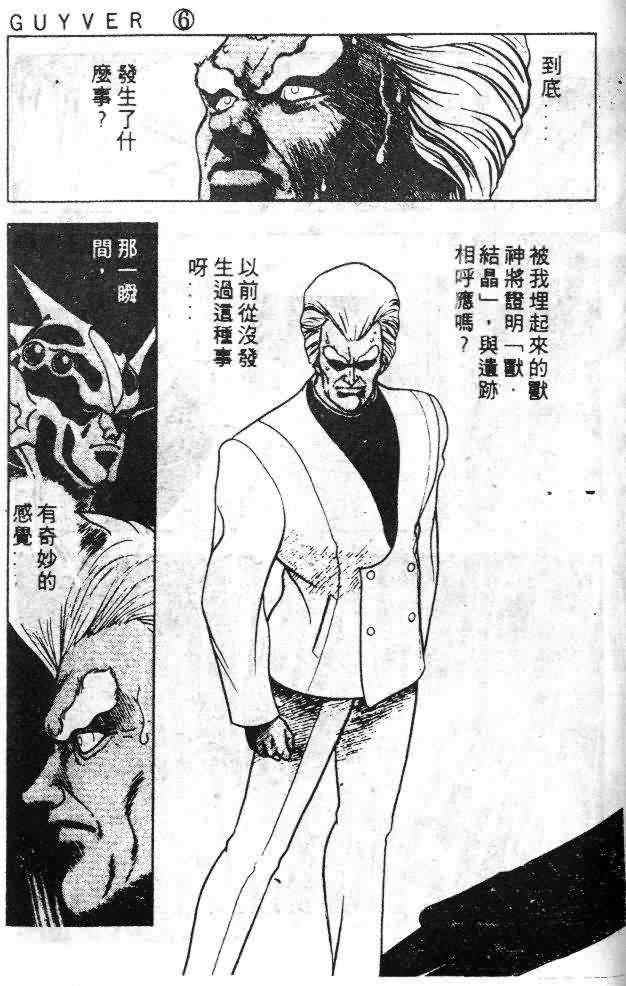 GUYVER ⑥
到底……
發生了什
麼事？
被我埋起來的獸
神將證明「獸．
結晶」，與遺跡
相呼應嗎？
以前從沒發
生過這種事
呀……
那一瞬
間，
有奇妙的
感覺……